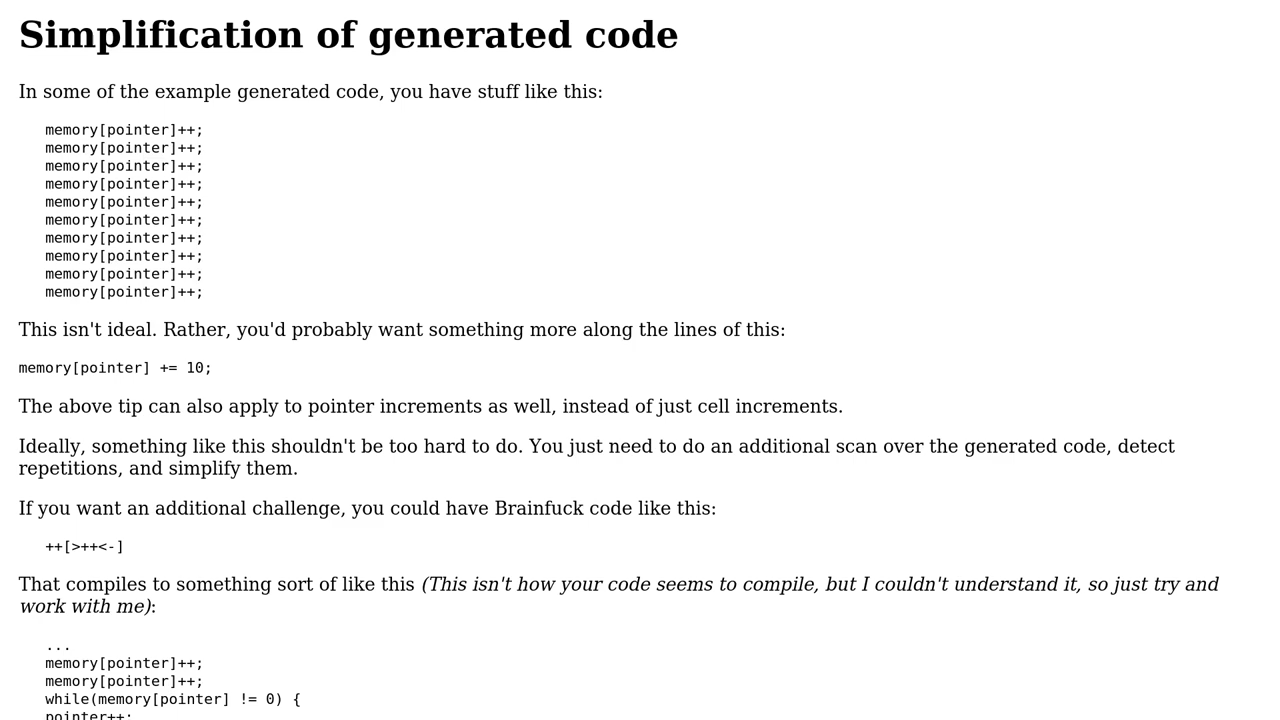 Simplification of generated code
In some of the example generated code, you have stuff like this:
memory[pointer]++;
memory[pointer]++;
memory[pointer]++;
memory[pointer]++;
memory[pointer]++;
memory[pointer]++;
memory[pointer]++;
memory[pointer]++;
memory[pointer]++;
memory[pointer]++;
This isn't ideal. Rather, you'd probably want something more along the lines of this:
memory[pointer] += 10;
The above tip can also apply to pointer increments as well, instead of just cell increments.
Ideally, something like this shouldn't be too hard to do. You just need to do an additional scan over the generated code, detect
repetitions, and simplify them.
If you want an additional challenge, you could have Brainfuck code like this:
++[>++<-]
That compiles to something sort of like this (This isn't how your code seems to compile, but I couldn't understand it, so just try and
work with me):
...
memory[pointer]++;
memory[pointer]++;
while(memory[pointer] != 0) {
pointer++;